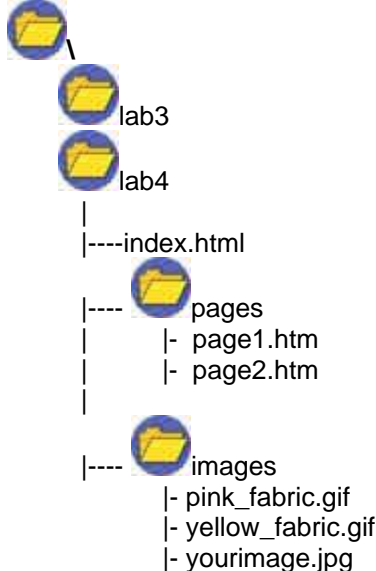 \
lab3
lab4
|
|----index.html
|---- pages
| |- page1.htm
| |- page2.htm
|
|---- images
|- pink_fabric.gif
|- yellow_fabric.gif
|- yourimage.jpg